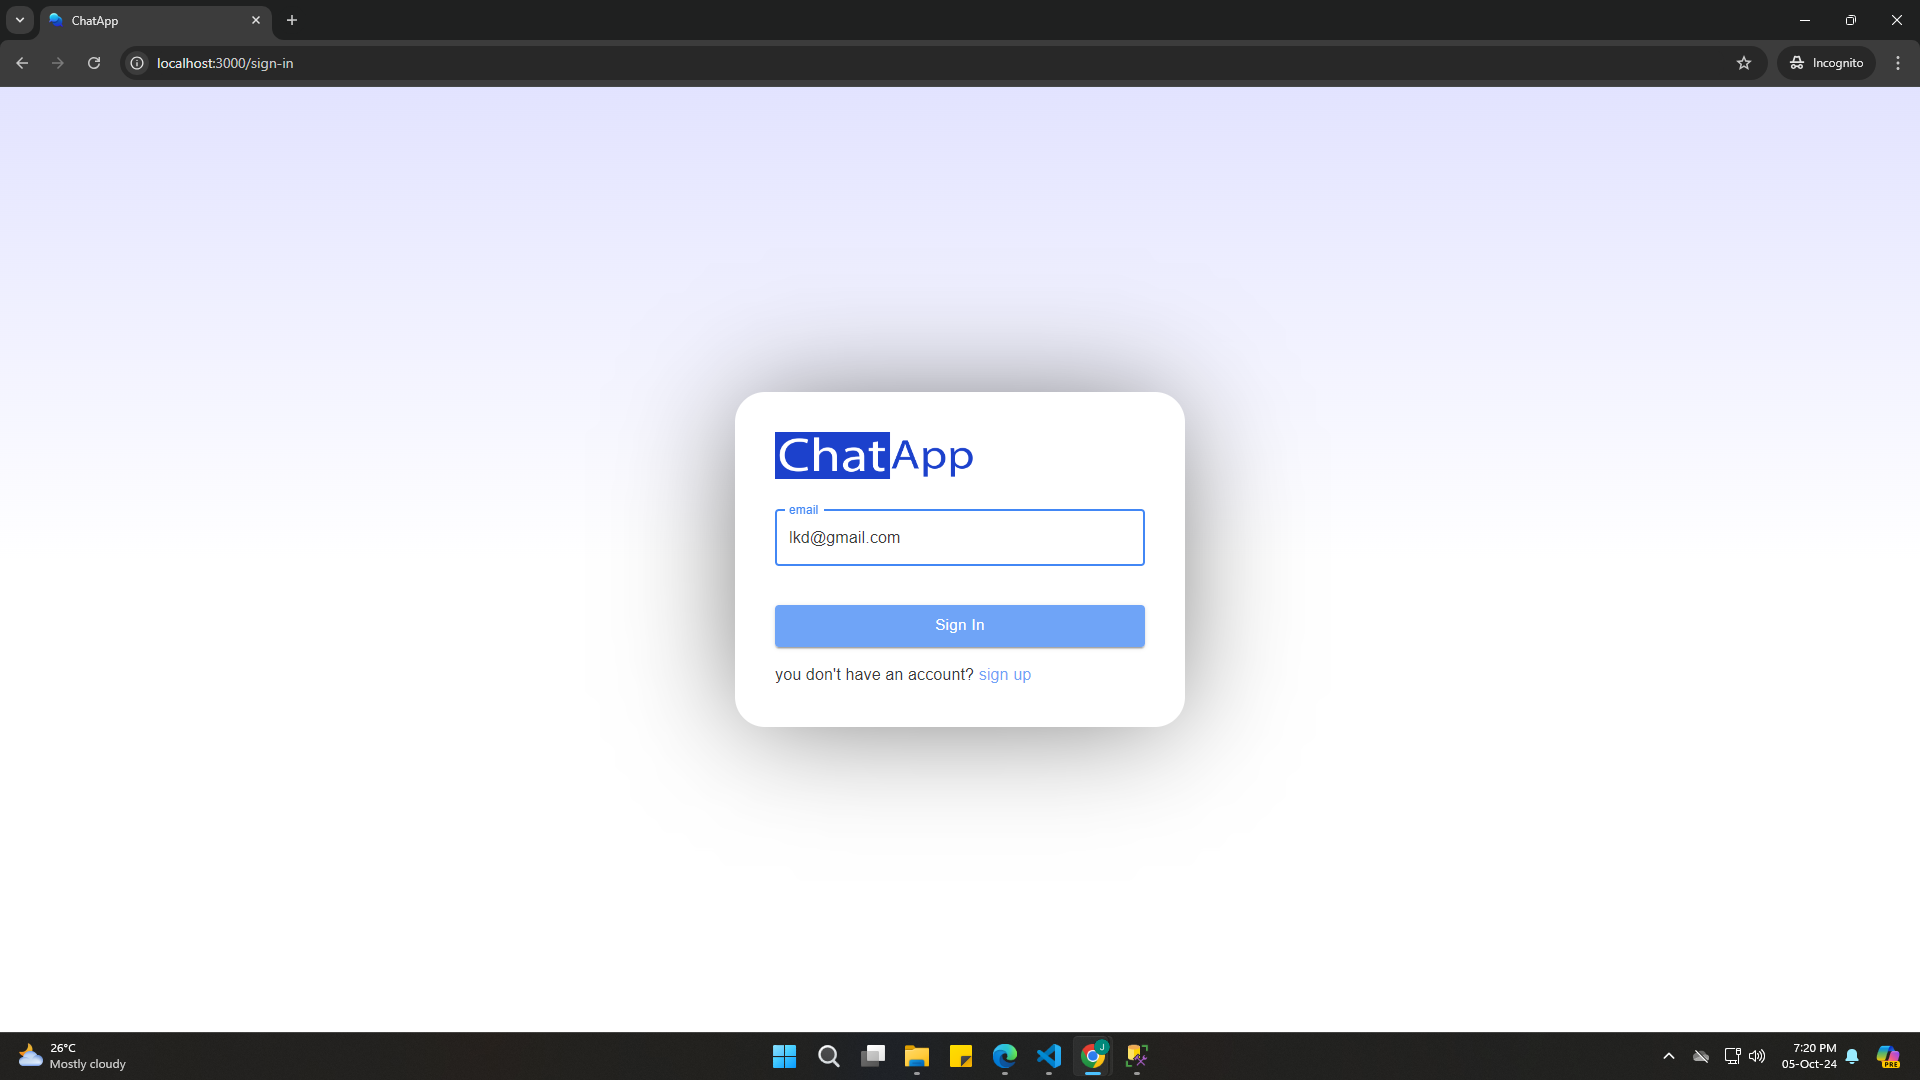 ChatApp
localhost:3000/sign-in
Incognito
ChatApp
email
lkd@gmail.com
Sign In
you don't have an account? sign up
26°C
Mostly cloudy
J
7:20 PM
05-Oct-24
PRE